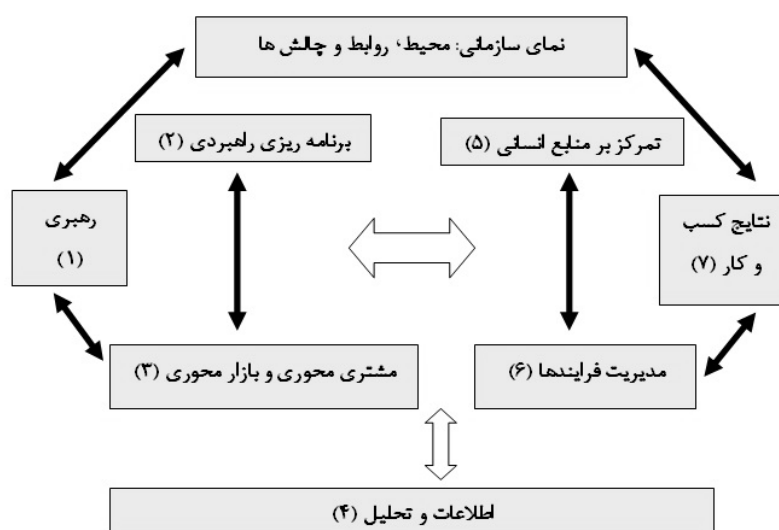 نمای سازمانی: محیط، روابط و چالش ها
برنامه ریزی راهبردی (۲)
تمرکز بر منابع انسانی (۵)
رهبری
(۱)
نتایج کسب
و کار (۷)
مشتری محوری و بازار محوری (۳)
مدیریت فرایندها (۶)
اطلاعات و تحلیل (۴)